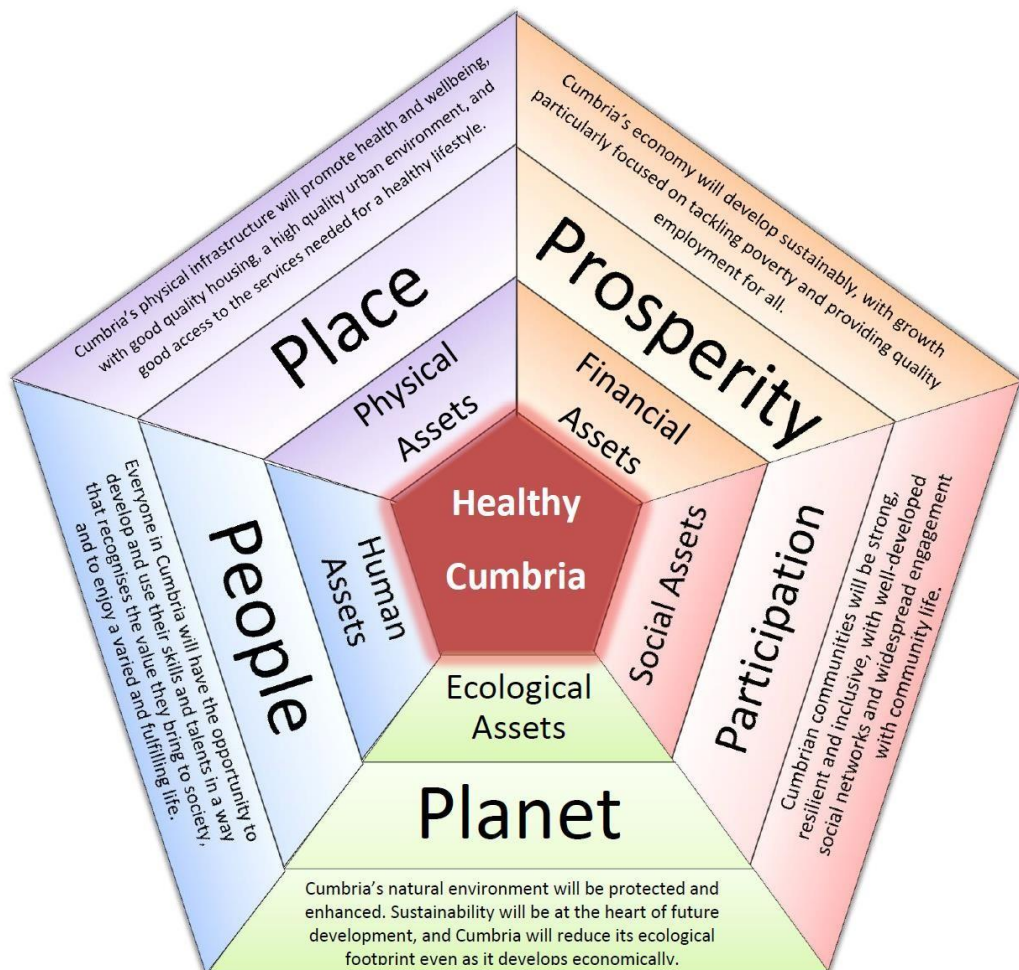 Cumbria's physical infrastructure will promote health and wellbeing,
with good quality housing, a high quality urban environment, and
good access to the services needed for a healthy lifestyle.
Place
Physical
Assets
Cumbria's economy will develop sustainably, with growth
particularly focused on tackling poverty and providing quality
employment for all.
Prosperity
Financial
Assets
Healthy
Cumbria
Everyone in Cumbria will have the opportunity to
develop and use their skills and talents in a way
that recognises the value they bring to society,
and to enjoy a varied and fulfilling life.
People
Human
Assets
Social Assets
Participation
Cumbrian communities will be strong,
resilient and inclusive, with well-developed
social networks and widespread engagement
with community life.
Ecological
Assets
Planet
Cumbria's natural environment will be protected and
enhanced. Sustainability will be at the heart of future
development, and Cumbria will reduce its ecological
footprint even as it develops economically.